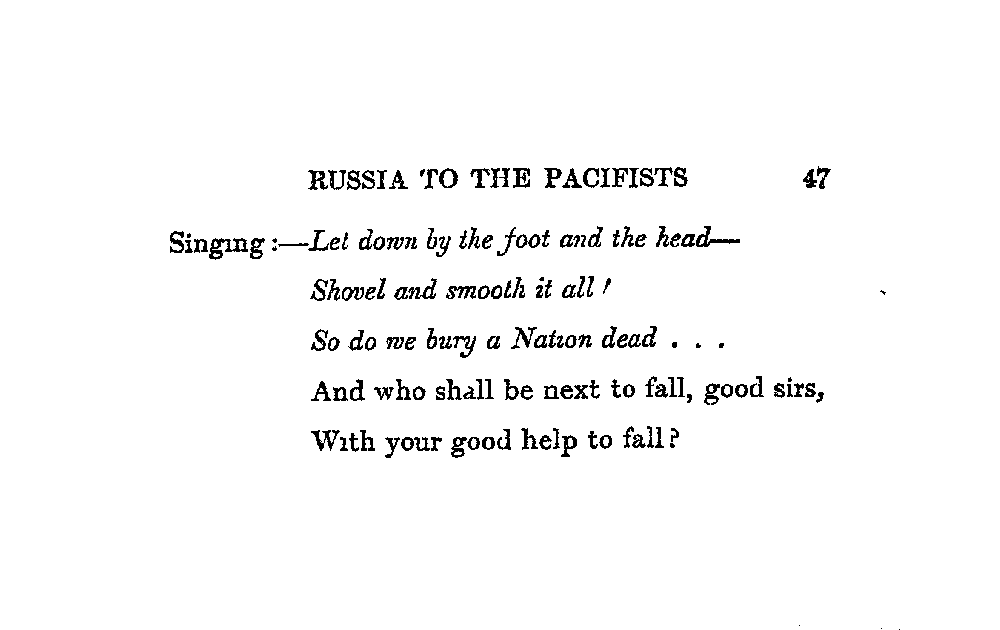 RUSSIA TO THE PACIFISTS 47
Singing:—Let down by the foot and the head—
Shovel and smooth it all!
So do we bury a Nation dead . . .
And who shall be next to fall, good sirs,
With your good help to fall?